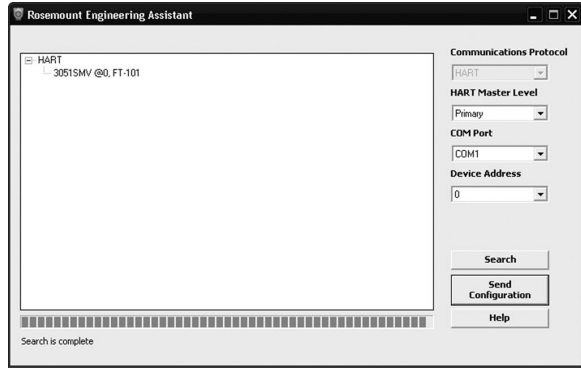 Rosemount Engineering Assistant
HART
3051SMV @0, FT-101
Communications Protocol
HART
HART Master Level
Primary
COM Port
COM1
Device Address
0
Search
Send
Configuration
Help
Search is complete